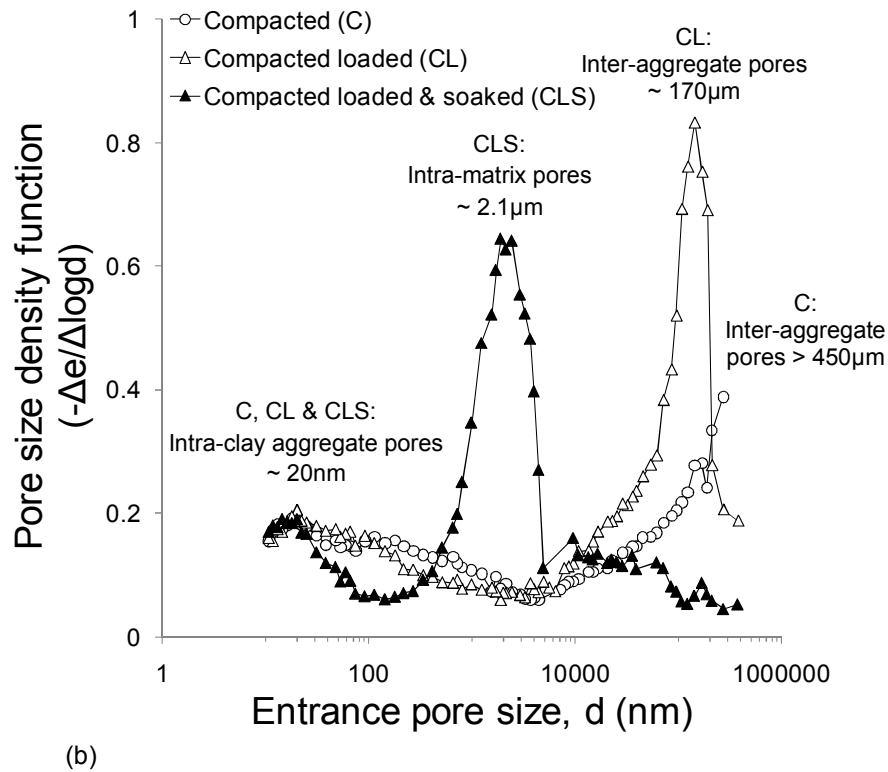 Compacted (C)
Compacted loaded (CL)
Compacted loaded & soaked (CLS)
CL:
Inter-aggregate pores
~ 170µm
CLS:
Intra-matrix pores
~ 2.1µm
C:
Inter-aggregate
pores > 450µm
C, CL & CLS:
Intra-clay aggregate pores
~ 20nm
Pore size density function
(-Δe/Δlogd)
1
0.8
0.6
0.4
0.2
0
1
100
10000
1000000
Entrance pore size, d (nm)
(b)